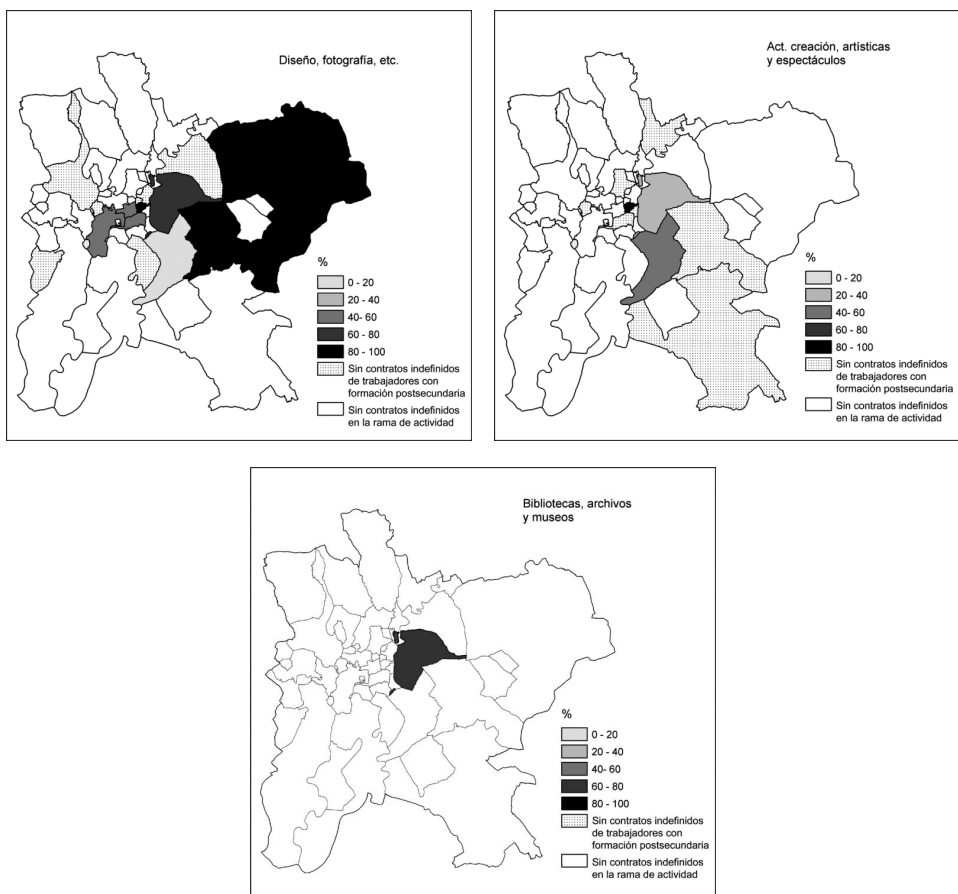 Diseño, fotografía, etc.
%
0 - 20
20 - 40
40- 60
60 - 80
80 - 100
Sin contratos indefinidos
de trabajadores con
formación postsecundaria
Sin contratos indefinidos
en la rama de actividad
Act. creación, artísticas
y espectáculos
%
0 - 20
20 - 40
40- 60
60 - 80
80 - 100
Sin contratos indefinidos
de trabajadores con
formación postsecundaria
Sin contratos indefinidos
en la rama de actividad
Bibliotecas, archivos
y museos
%
0 - 20
20 - 40
40- 60
60 - 80
80 - 100
Sin contratos indefinidos
de trabajadores con
formación postsecundaria
Sin contratos indefinidos
en la rama de actividad